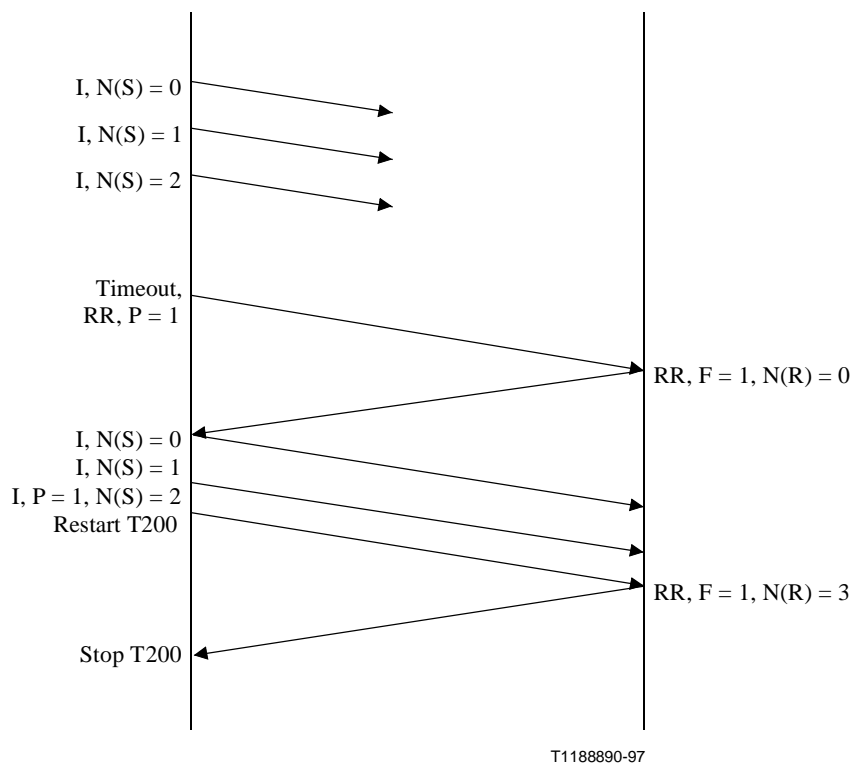 I, N(S) = 0
I, N(S) = 1
I, N(S) = 2
Timeout,
RR, P = 1
RR, F = 1, N(R) = 0
I, N(S) = 0
I, N(S) = 1
I, P = 1, N(S) = 2
Restart T200
RR, F = 1, N(R) = 3
Stop T200
T1188890-97